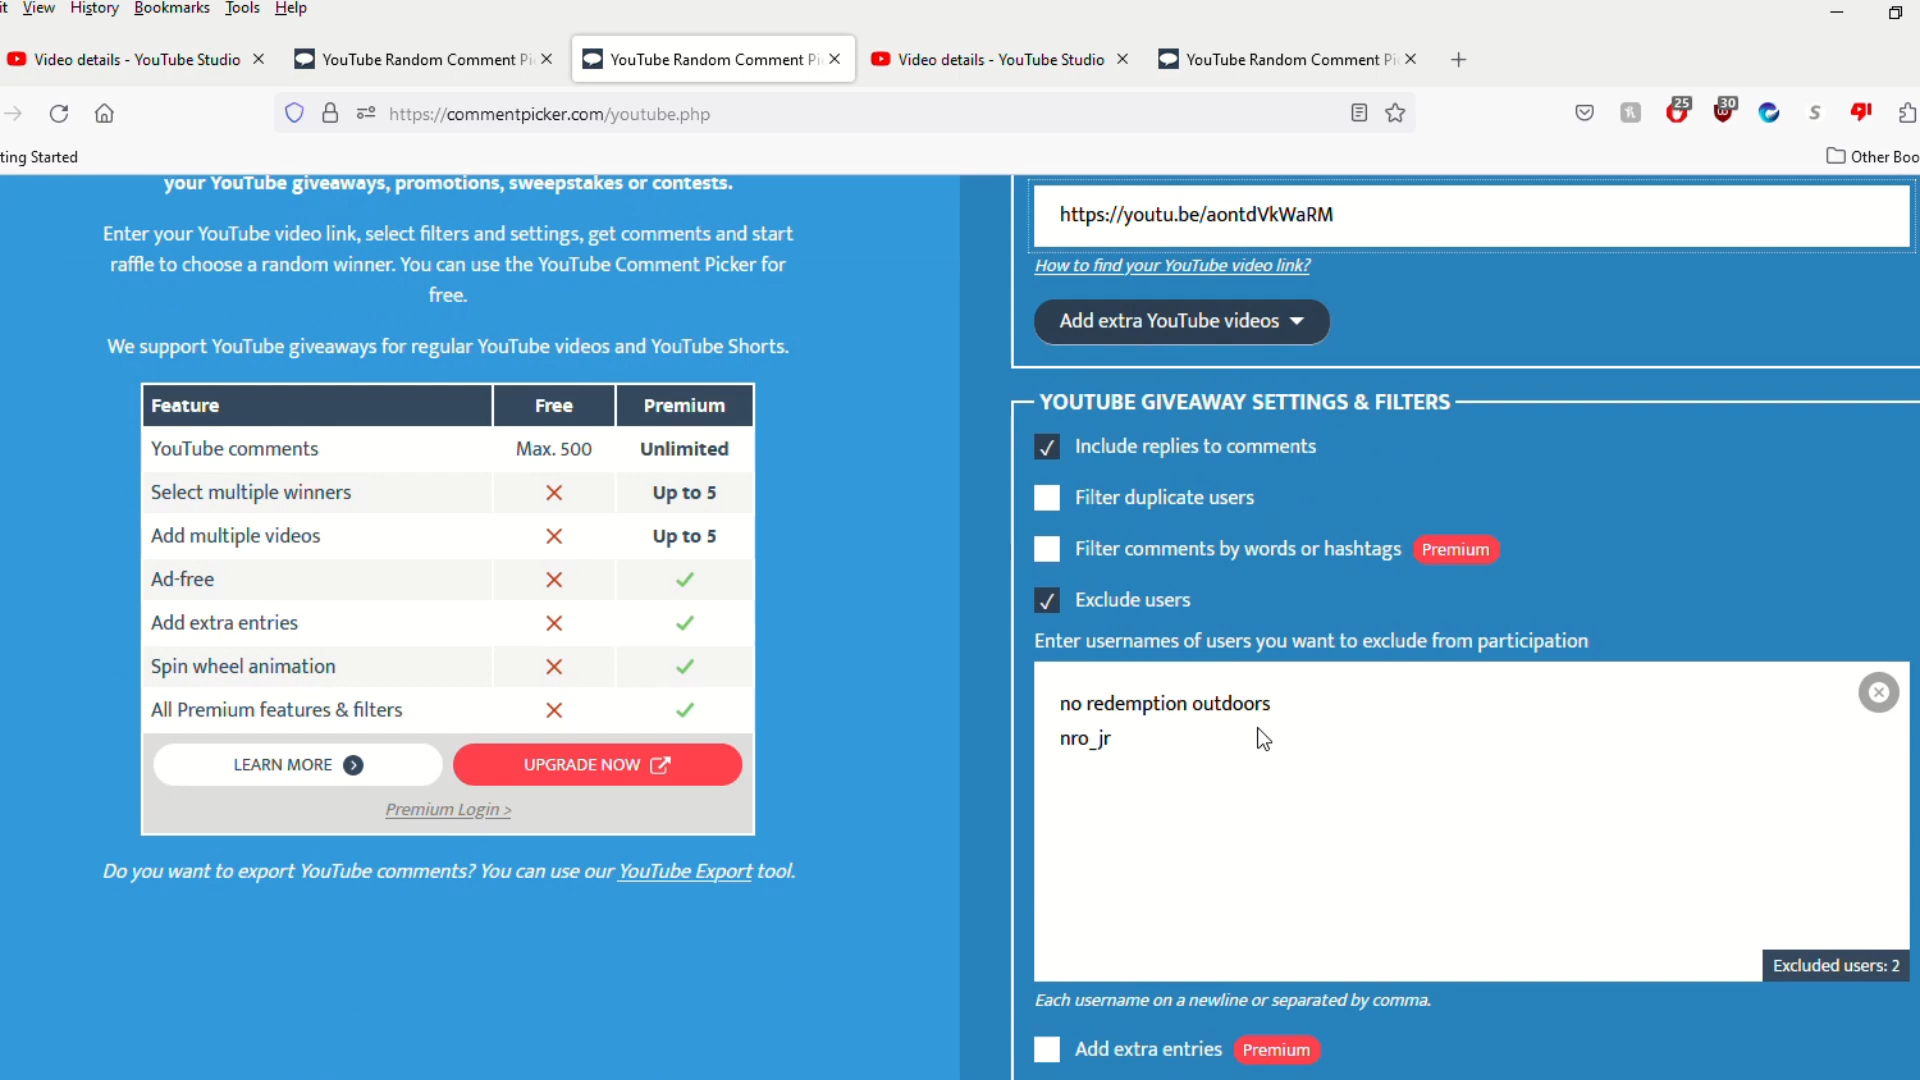 it View History Bookmarks Tools Help
Video details - YouTube Studio
YouTube Random Comment Pi
YouTube Random Comment Pi
Video details - YouTube Studio
YouTube Random Comment Pi
https://commentpicker.com/youtube.php
25
30
ting Started
Other Boo
your YouTube giveaways, promotions, sweepstakes or contests.
Enter your YouTube video link, select filters and settings, get comments and start
raffle to choose a random winner. You can use the YouTube Comment Picker for
free.
We support YouTube giveaways for regular YouTube videos and YouTube Shorts.
Feature Free Premium
YouTube comments Max. 500 Unlimited
Select multiple winners Up to 5
Add multiple videos Up to 5
Ad-free
Add extra entries
Spin wheel animation
All Premium features & filters
LEARN MORE UPGRADE NOW
Premium Login >
Do you want to export YouTube comments? You can use our YouTube Export tool.
https://youtu.be/aontdVkWaRM
How to find your YouTube video link?
Add extra YouTube videos
YOUTUBE GIVEAWAY SETTINGS & FILTERS
Include replies to comments
Filter duplicate users
Filter comments by words or hashtags Premium
Exclude users
Enter usernames of users you want to exclude from participation
no redemption outdoors
nro_jr
Excluded users: 2
Each username on a newline or separated by comma.
Add extra entries Premium